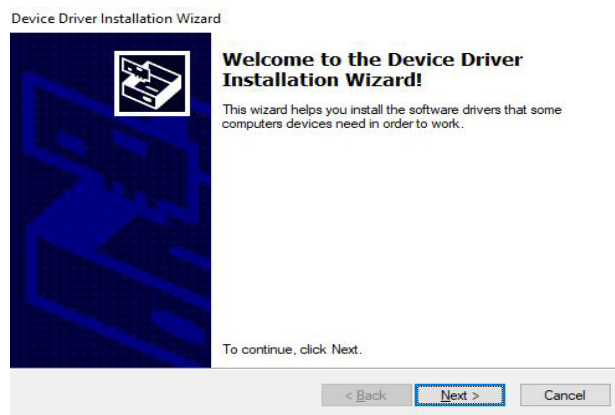 Device Driver Installation Wizard
Welcome to the Device Driver
Installation Wizard!
This wizard helps you install the software drivers that some
computers devices need in order to work.
To continue, click Next.
< Back
Next >
Cancel